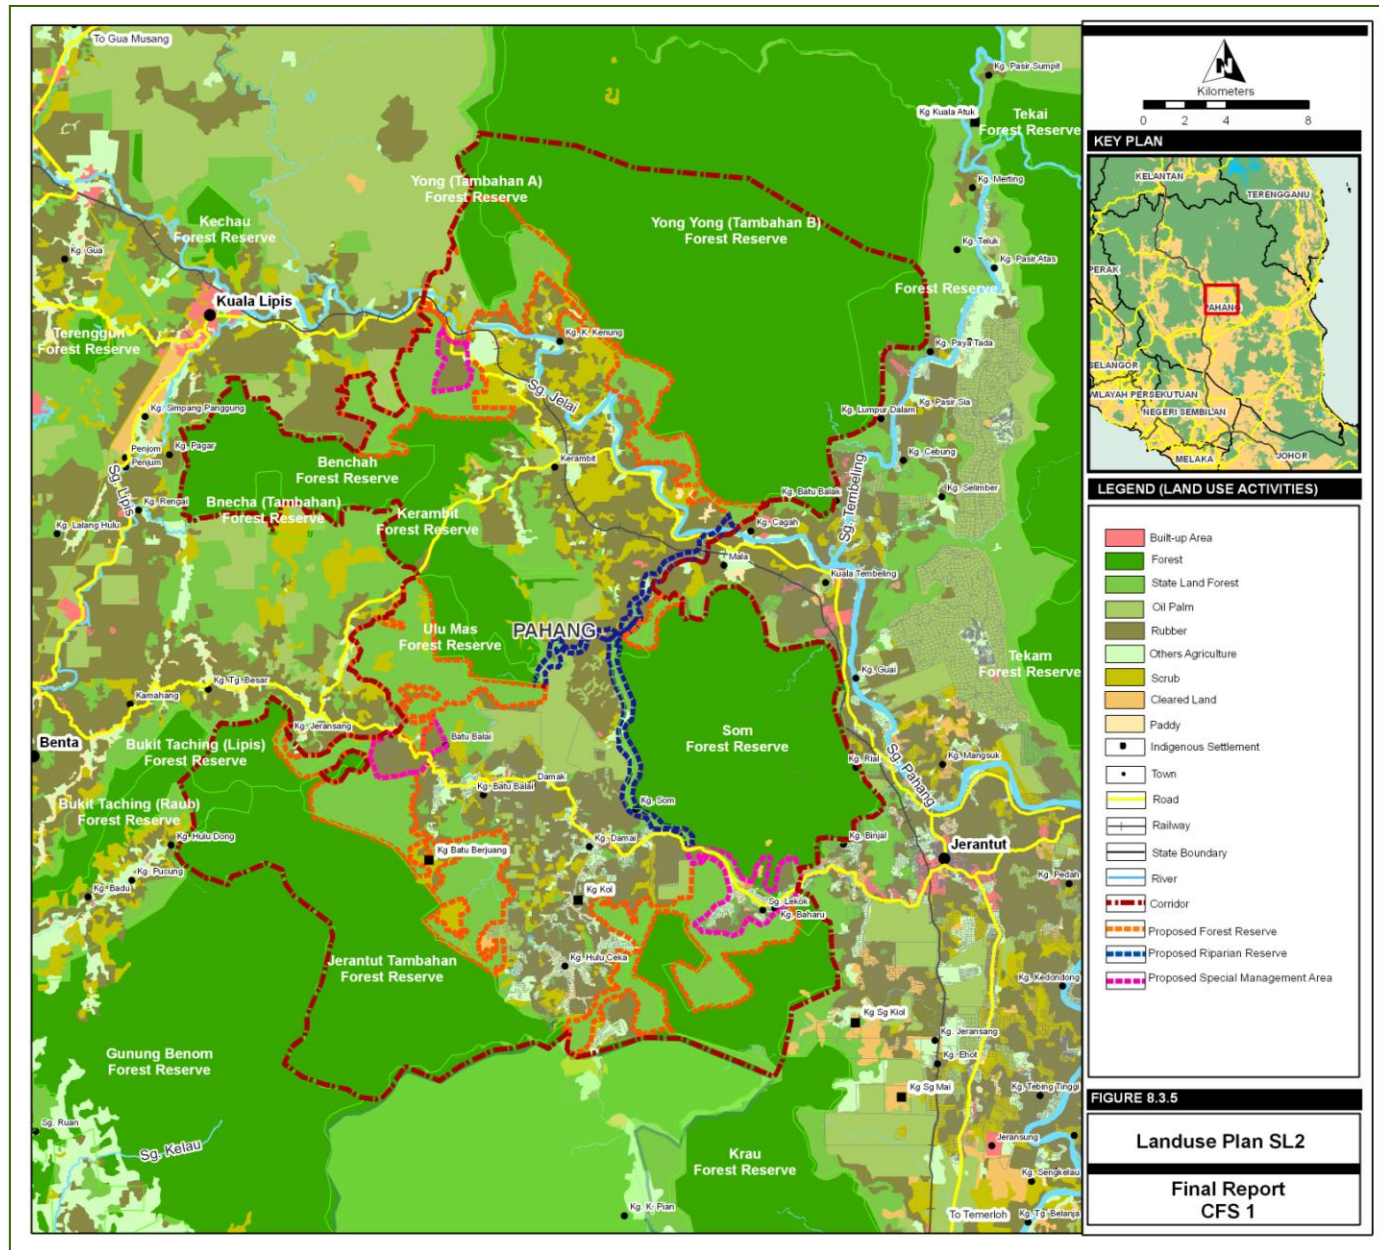 To Gua Musang
Kg. Pasir Sumpit
Kg Kuala Atuk
Tekai
Forest Reserve
Kg. Merting
Yong (Tambahan A)
Forest Reserve
Yong Yong (Tambahan B)
Forest Reserve
Kechau
Forest Reserve
Kg. Gua
Kg. Teluk
Kg. Pasir Atas
Forest Reserve
Kuala Lipis
Terenggun
Forest Reserve
Kg. K. Kenung
Kg. Paya Tada
Sg. Jelai
Kg. Simpang Panggung
Kg. Lumpur Dalam
Kg. Pasir Sia
Penjom
Penjum
Kg. Pagar
Benchah
Forest Reserve
Kerambit
Kg. Cebung
Sg. Lipis
Kg. Rengai
Bnecha (Tambahan)
Forest Reserve
Kerambit
Forest Reserve
Kg. Batu Balak
Kg. Selimber
Kg. Lalang Hulu
Kg. Cagah
Sg. Tembeling
Mala
Kuala Tembeling
PAHANG
Ulu Mas
Forest Reserve
Tekam
Forest Reserve
Kg. Tg. Besar
Kamahang
Kg. Guai
Kg. Jeransang
Batu Balai
Som
Forest Reserve
Benta
Bukit Taching (Lipis)
Forest Reserve
Sg. Pahang
Kg. Mangsuk
Kg. Rial
Damak
Kg. Batu Balai
Bukit Taching (Raub)
Forest Reserve
Kg. Som
Kg. Hulu Dong
Kg. Damai
Kg. Binjal
Jerantut
Kg Batu Berjuang
Kg. Pucung
Kg. Badu
Kg. Pedah
Kg Kol
Sg. Lekok
Kg. Baharu
Jerantut Tambahan
Forest Reserve
Kg. Hulu Ceka
Kg. Kedondong
Kg Sg Kiol
Kg. Jeransang
Gunung Benom
Forest Reserve
Kg. Ehot
Kg Sg Mai
Kg. Tebing Tinggi
Sg. Ruan
Sg. Kelau
Jeransung
Krau
Forest Reserve
Kg. Sengkelau
Kg. K. Pian
To Temerloh
Kg. Tg. Belanja
N
Kilometers
0 2 4 8
KEY PLAN
KELANTAN
TERENGGANU
PERAK
PAHANG
SELANGOR
WILAYAH PERSEKUTUAN
NEGERI SEMBILAN
MELAKA
JOHOR
LEGEND (LAND USE ACTIVITIES)
Built-up Area
Forest
State Land Forest
Oil Palm
Rubber
Others Agriculture
Scrub
Cleared Land
Paddy
Indigenous Settlement
Town
Road
Railway
State Boundary
River
Corridor
Proposed Forest Reserve
Proposed Riparian Reserve
Proposed Special Management Area
FIGURE 8.3.5
Landuse Plan SL2
Final Report
CFS 1